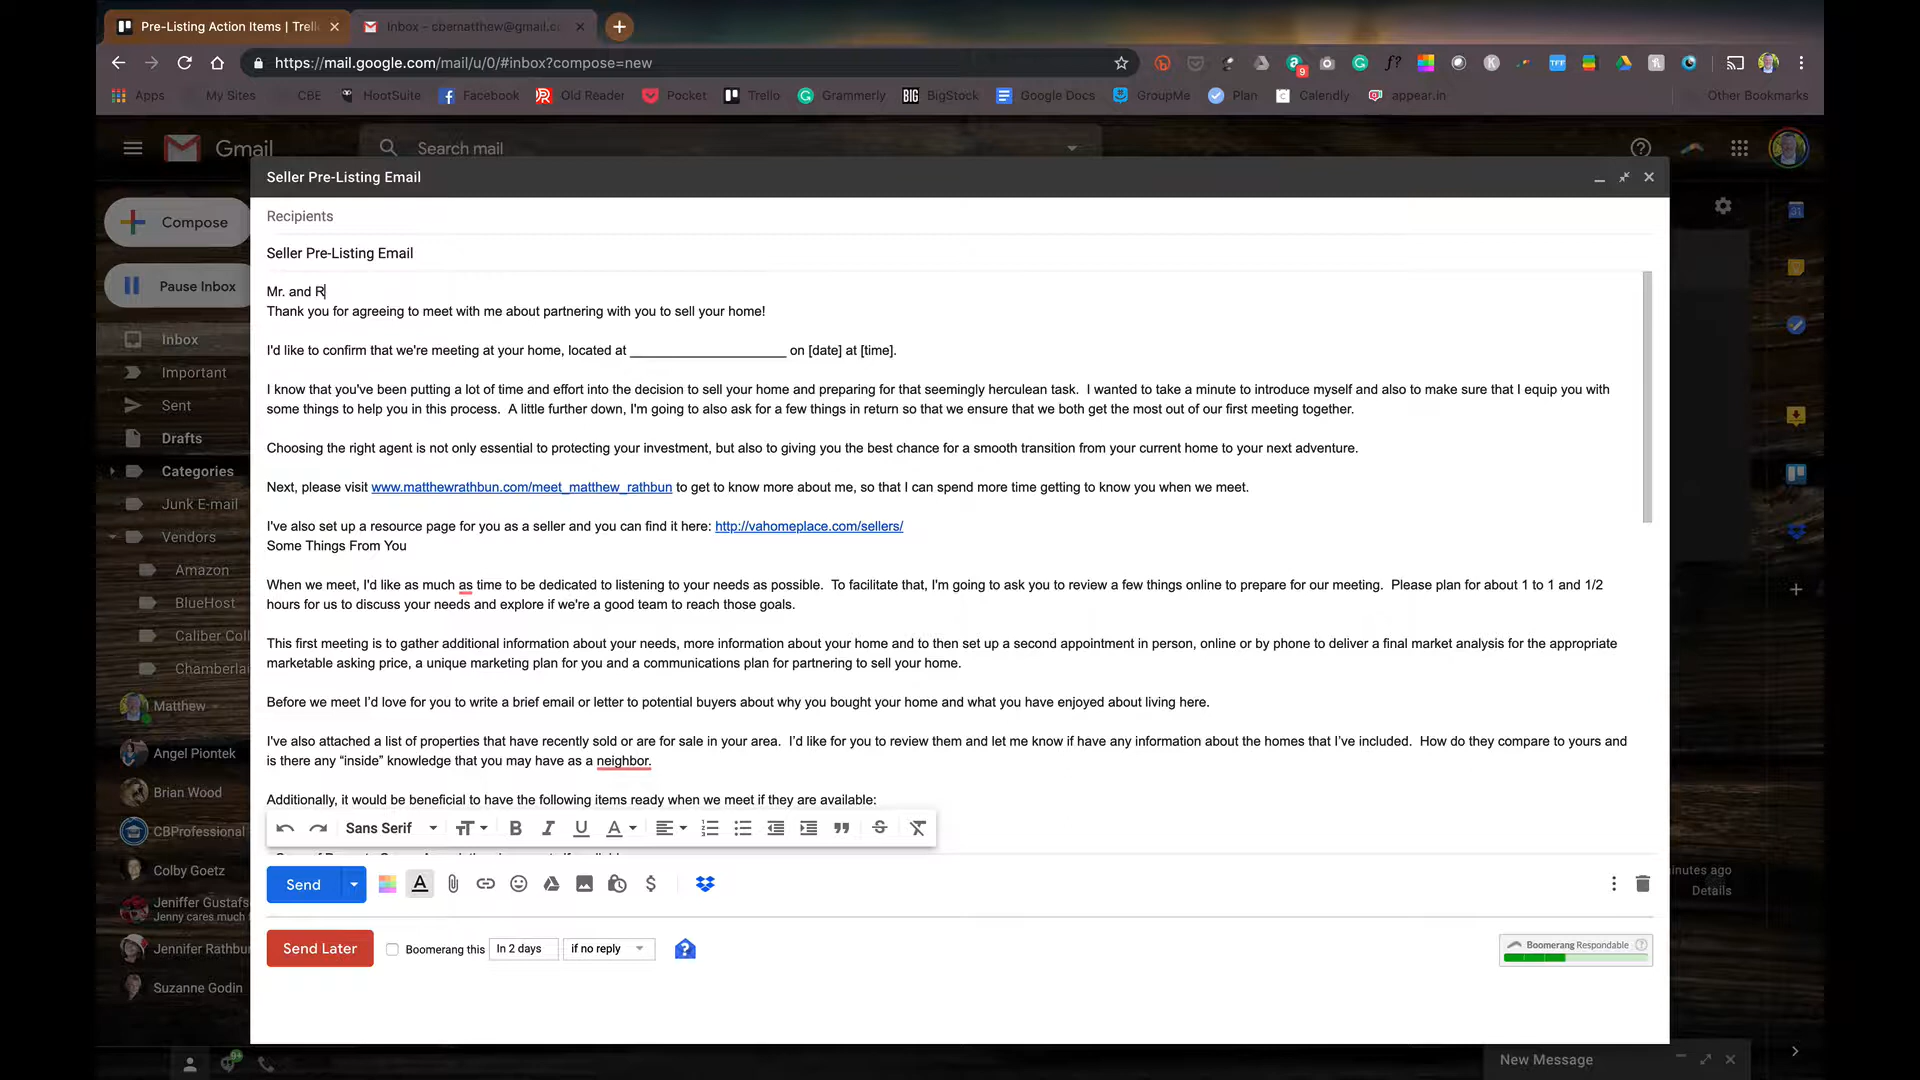 Pre-Listing Action Items | Trell
Inbox - cbematthew@gmail.co
https://mail.google.com/mail/u/0/#inbox?compose=new
Apps
My Sites
CBE
HootSuite
Facebook
Old Reader
Pocket
Trello
Grammerly
BIG BigStock
Google Docs
GroupMe
Plan
Calendly
appear.in
Other Bookmarks
9
f?
TFF
K
Gmail
Search mail
Compose
Pause Inbox
Inbox
Important
Sent
Drafts
Categories
Junk E-mail
Vendors
Amazon
BlueHost
Caliber Coll
Chamberlai
Matthew
Angel Piontek
Brian Wood
CBProfessional
Colby Goetz
Jeniffer Gustafs
Jenny cares much f
Jennifer Rathbur
Suzanne Godin
Seller Pre-Listing Email
Recipients
Seller Pre-Listing Email
Mr. and R
Thank you for agreeing to meet with me about partnering with you to sell your home!
I'd like to confirm that we're meeting at your home, located at ____________________ on [date] at [time].
I know that you've been putting a lot of time and effort into the decision to sell your home and preparing for that seemingly herculean task. I wanted to take a minute to introduce myself and also to make sure that I equip you with
some things to help you in this process. A little further down, I'm going to also ask for a few things in return so that we ensure that we both get the most out of our first meeting together.
Choosing the right agent is not only essential to protecting your investment, but also to giving you the best chance for a smooth transition from your current home to your next adventure.
Next, please visit www.matthewrathbun.com/meet_matthew_rathbun to get to know more about me, so that I can spend more time getting to know you when we meet.
I've also set up a resource page for you as a seller and you can find it here: http://vahomeplace.com/sellers/
Some Things From You
When we meet, I'd like as much as time to be dedicated to listening to your needs as possible. To facilitate that, I'm going to ask you to review a few things online to prepare for our meeting. Please plan for about 1 to 1 and 1/2
hours for us to discuss your needs and explore if we're a good team to reach those goals.
This first meeting is to gather additional information about your needs, more information about your home and to then set up a second appointment in person, online or by phone to deliver a final market analysis for the appropriate
marketable asking price, a unique marketing plan for you and a communications plan for partnering to sell your home.
Before we meet I'd love for you to write a brief email or letter to potential buyers about why you bought your home and what you have enjoyed about living here.
I've also attached a list of properties that have recently sold or are for sale in your area. I'd like for you to review them and let me know if have any information about the homes that I've included. How do they compare to yours and
is there any “inside” knowledge that you may have as a neighbor.
Additionally, it would be beneficial to have the following items ready when we meet if they are available:
Sans Serif
Send
Send Later
Boomerang this
In 2 days
if no reply
Boomerang Respondable
inutes ago
Details
31
9+
New Message